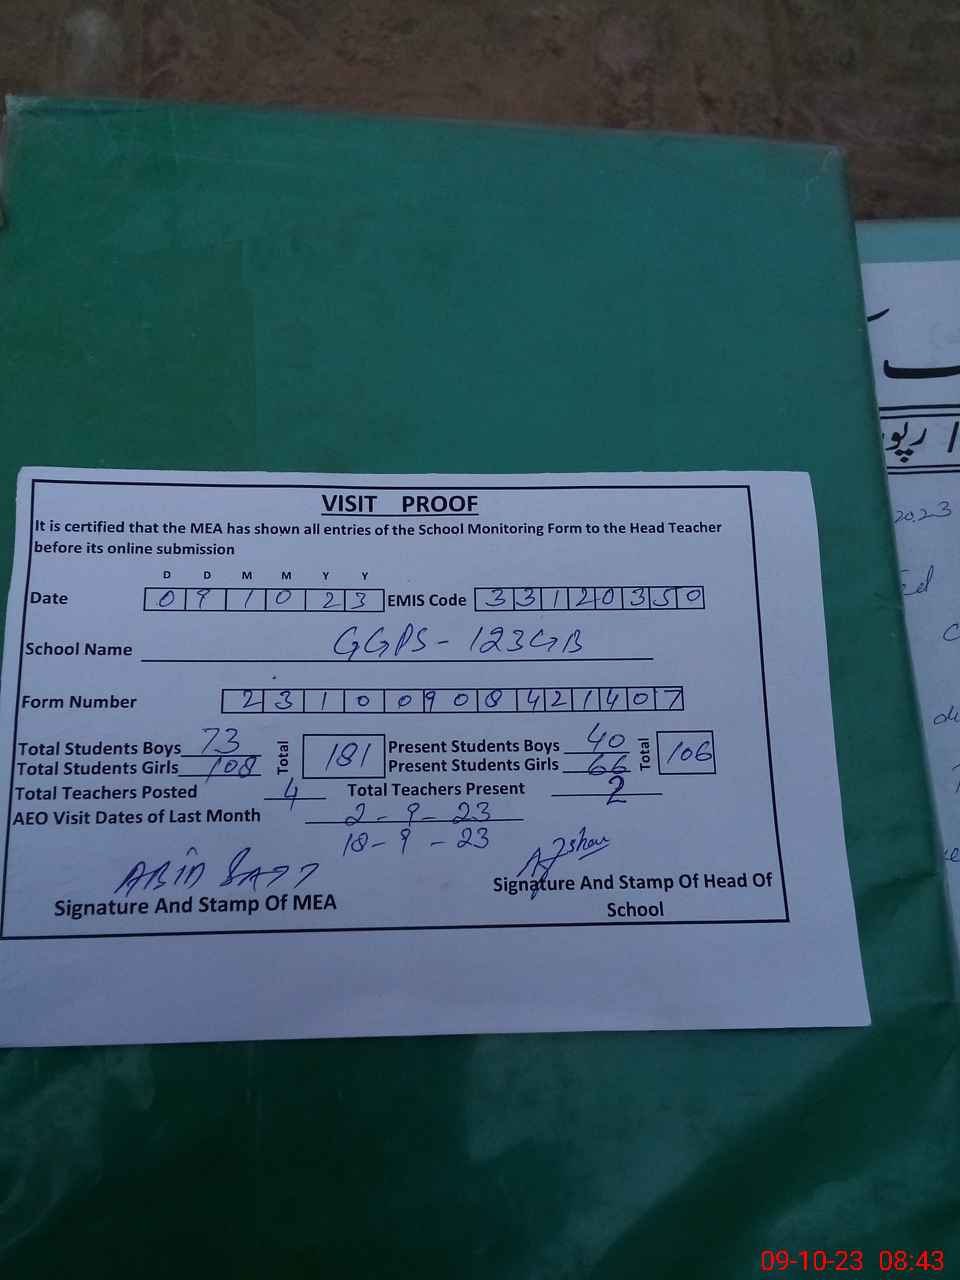 VISIT PROOF
It is certified that the MEA has shown all entries of the School Monitoring Form to the Head Teacher
before its online submission
D D M M Y Y
Date 0 9 1 0 2 3 EMIS Code 3 3 1 2 0 3 5 0
School Name GGPS-123GB
Form Number 2 3 1 0 0 9 0 8 4 2 1 4 0 7
Total Students Boys 73 Total 181 Present Students Boys 40 Total 106
Total Students Girls 108 Present Students Girls 66
Total Teachers Posted 4 Total Teachers Present 2
AEO Visit Dates of Last Month 2-9-23
18-9-23
Signature And Stamp Of MEA
Signature And Stamp Of Head Of
School
رپو
2023
09-10-23 08:43